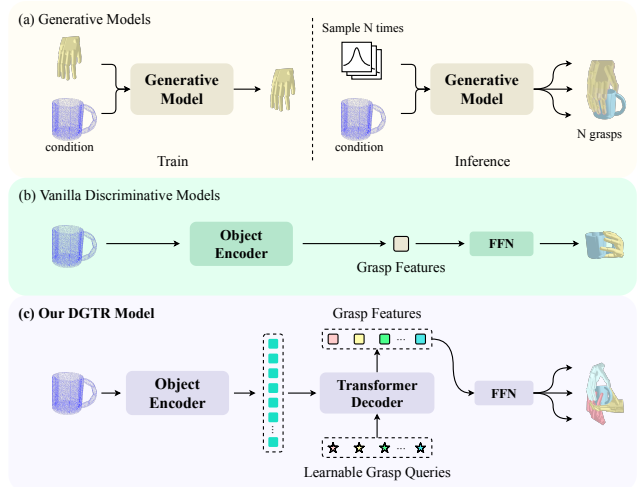 (a) Generative Models
Sample N times
Generative
Model
Generative
Model
condition
condition
N grasps
Train
Inference
(b) Vanilla Discriminative Models
Object
Encoder
FFN
Grasp Features
(c) Our DGTR Model
Grasp Features
...
Object
Encoder
Transformer
Decoder
FFN
...
...
Learnable Grasp Queries